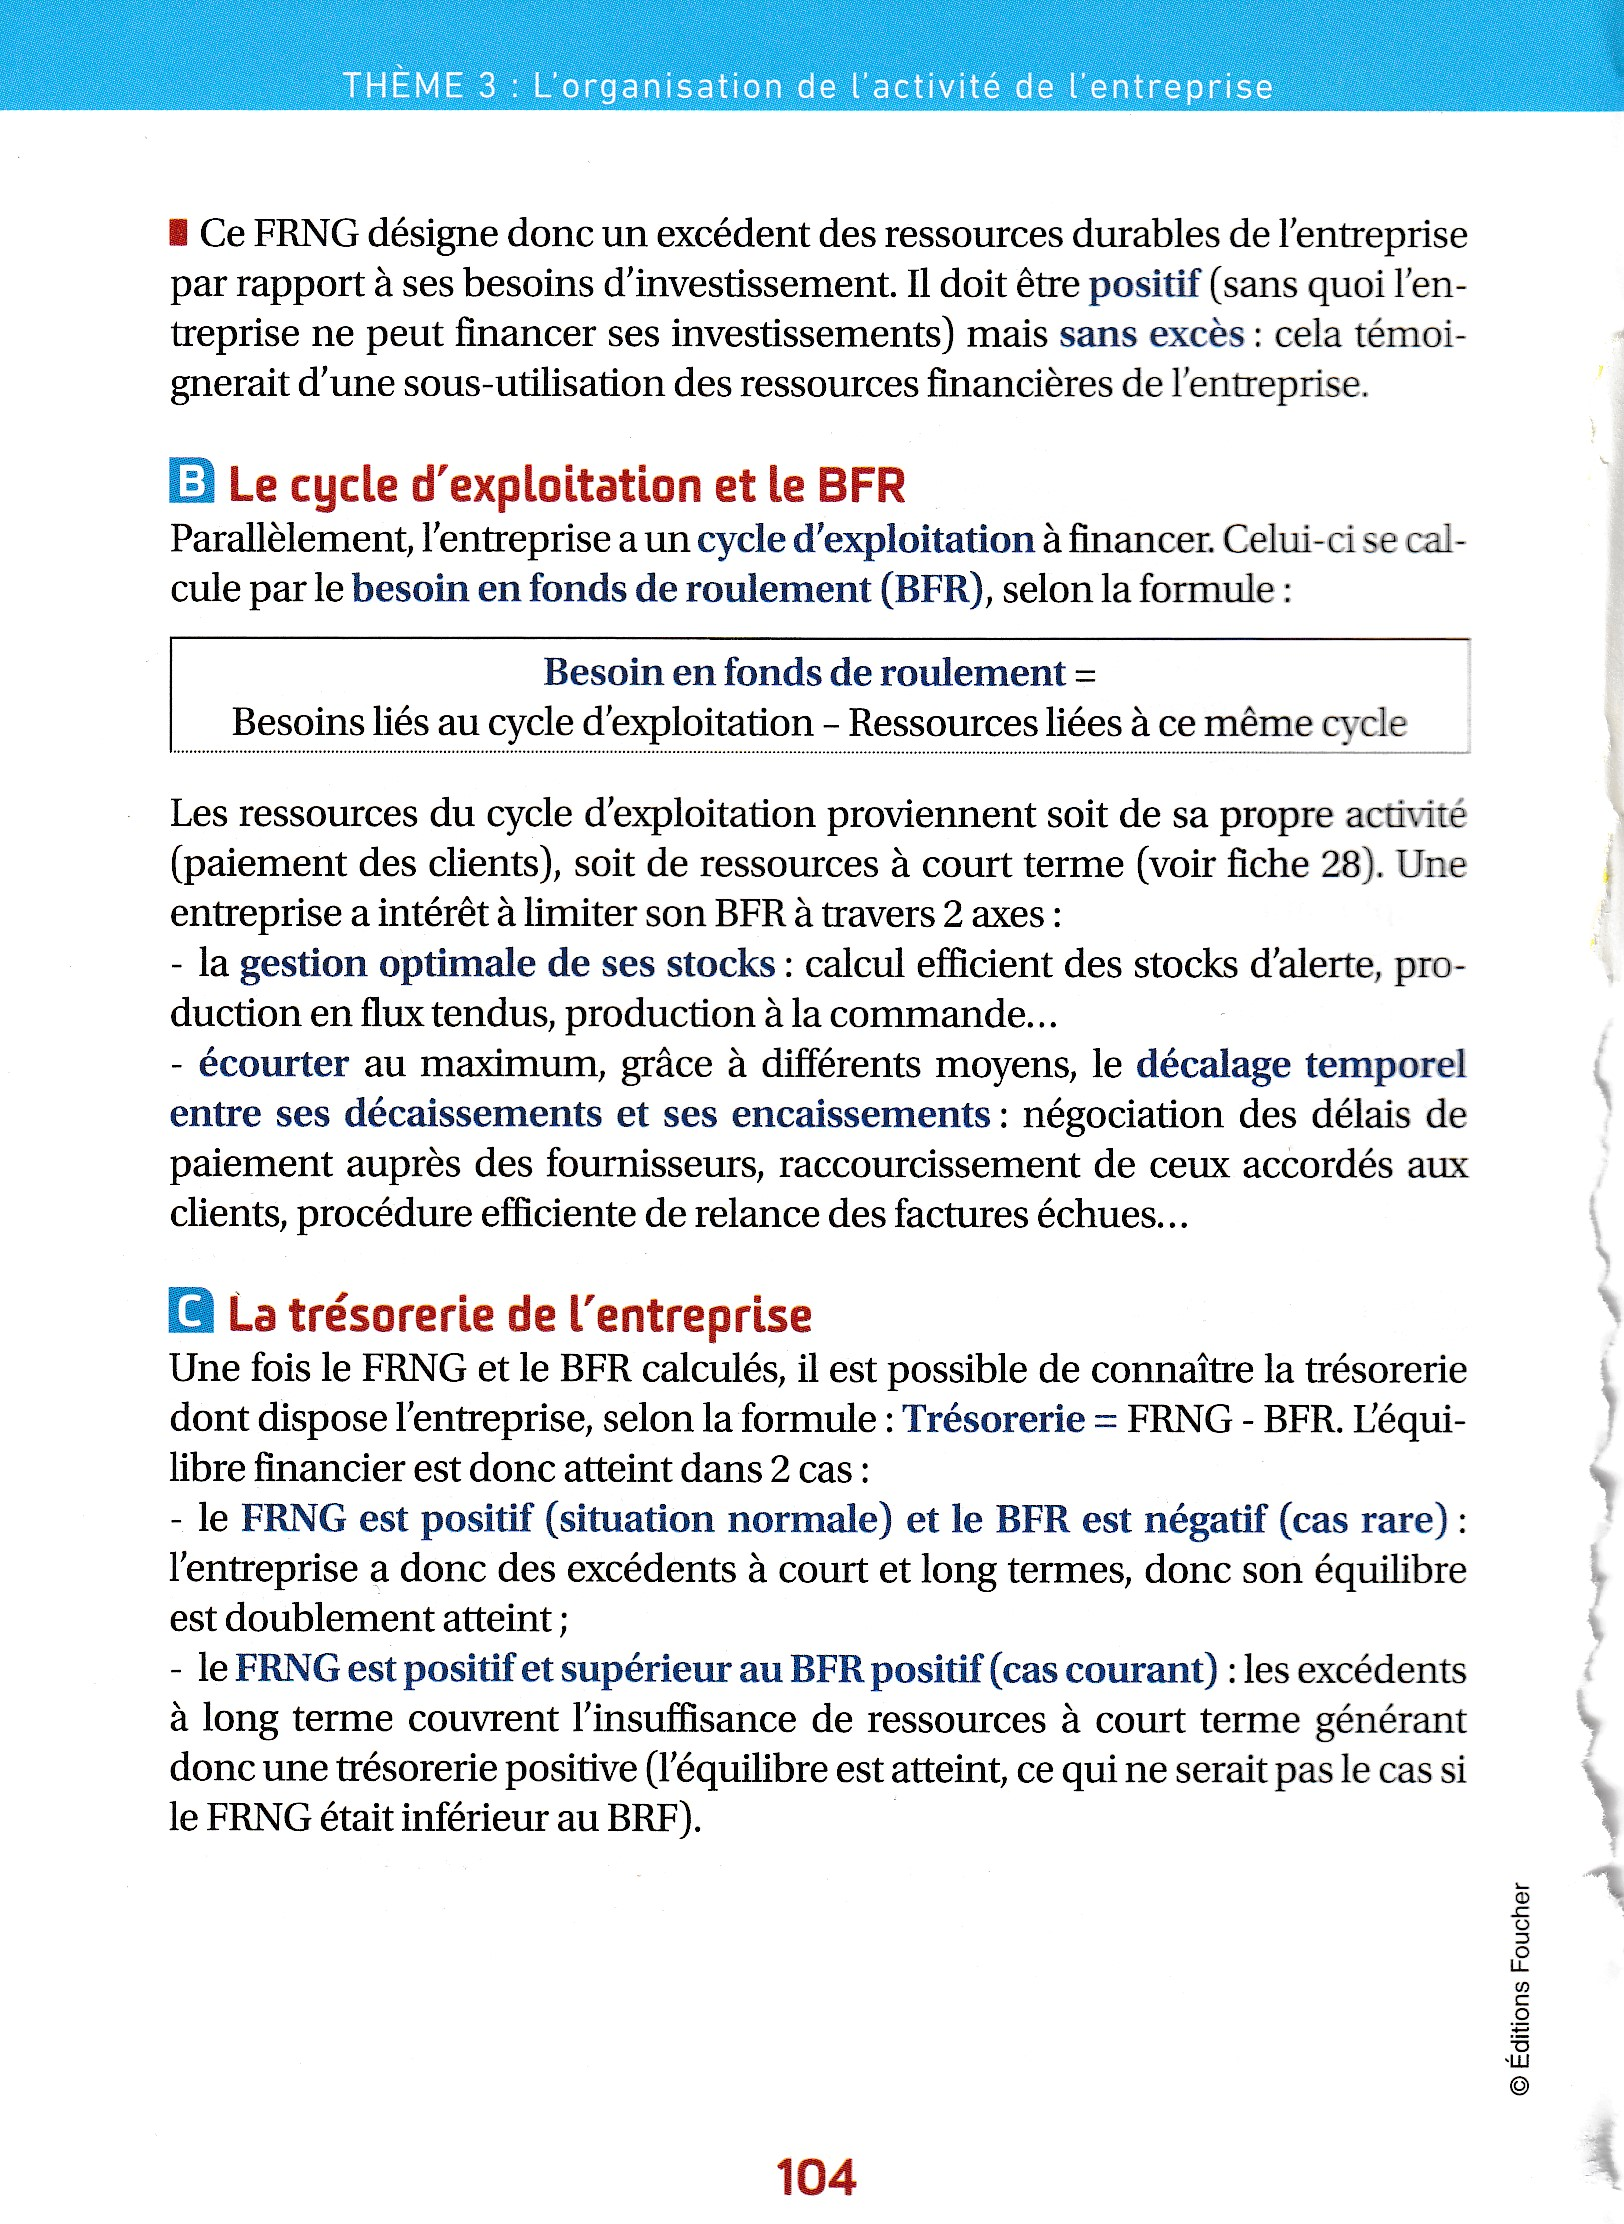 THÈME 3 : L'organisation de l'activité de l'entreprise
Ce FRNG désigne donc un excédent des ressources durables de l'entreprise
par rapport à ses besoins d'investissement. Il doit être positif (sans quoi l'en-
treprise ne peut financer ses investissements) mais sans excès : cela témoi-
gnerait d'une sous-utilisation des ressources financières de l'entreprise.
B Le cycle d'exploitation et le BFR
Parallèlement, l'entreprise a un cycle d'exploitation à financer. Celui-ci se cal-
cule par le besoin en fonds de roulement (BFR), selon la formule :
Besoin en fonds de roulement =
Besoins liés au cycle d'exploitation – Ressources liées à ce même cycle
Les ressources du cycle d'exploitation proviennent soit de sa propre activité
(paiement des clients), soit de ressources à court terme (voir fiche 28). Une
entreprise a intérêt à limiter son BFR à travers 2 axes :
- la gestion optimale de ses stocks : calcul efficient des stocks d'alerte, pro-
duction en flux tendus, production à la commande...
- écourter au maximum, grâce à différents moyens, le décalage temporel
entre ses décaissements et ses encaissements : négociation des délais de
paiement auprès des fournisseurs, raccourcissement de ceux accordés aux
clients, procédure efficiente de relance des factures échues...
C La trésorerie de l'entreprise
Une fois le FRNG et le BFR calculés, il est possible de connaître la trésorerie
dont dispose l'entreprise, selon la formule : Trésorerie = FRNG - BFR. L'équi-
libre financier est donc atteint dans 2 cas :
- le FRNG est positif (situation normale) et le BFR est négatif (cas rare) :
l'entreprise a donc des excédents à court et long termes, donc son équilibre
est doublement atteint ;
- le FRNG est positif et supérieur au BFR positif (cas courant) : les excédents
à long terme couvrent l'insuffisance de ressources à court terme générant
donc une trésorerie positive (l'équilibre est atteint, ce qui ne serait pas le cas si
le FRNG était inférieur au BRF).
© Éditions Foucher
104